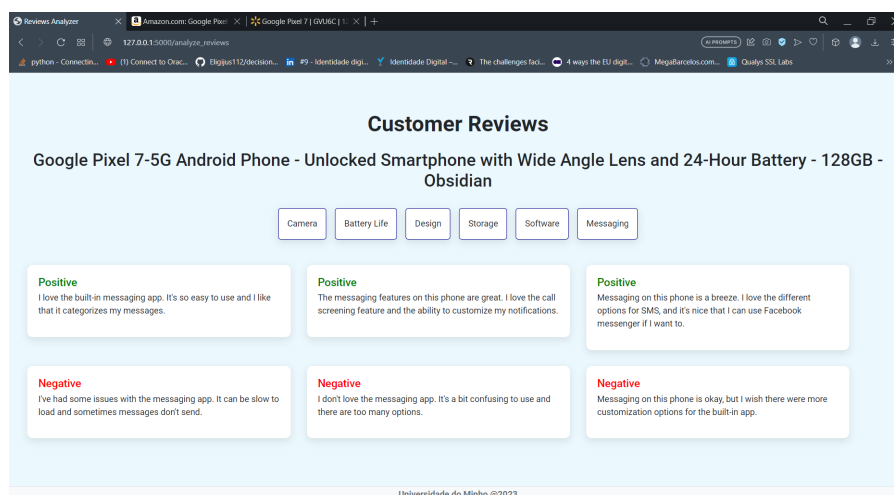 Reviews Analyzer
Amazon.com: Google Pixel
Google Pixel 7 | GVU6C | 12
127.0.0.1:5000/analyze_reviews
AI PROMPTS
python - Connectin...
(1) Connect to Orac...
Eligijus112/decision...
#9 - Identidade digi...
Identidade Digital -...
The challenges faci...
4 ways the EU digit...
MegaBarcelos.com...
Qualys SSL Labs
Customer Reviews
Google Pixel 7-5G Android Phone - Unlocked Smartphone with Wide Angle Lens and 24-Hour Battery - 128GB -
Obsidian
Camera
Battery Life
Design
Storage
Software
Messaging
Positive
I love the built-in messaging app. It's so easy to use and I like
that it categorizes my messages.
Positive
The messaging features on this phone are great. I love the call
screening feature and the ability to customize my notifications.
Positive
Messaging on this phone is a breeze. I love the different
options for SMS, and it's nice that I can use Facebook
messenger if I want to.
Negative
I've had some issues with the messaging app. It can be slow to
load and sometimes messages don't send.
Negative
I don't love the messaging app. It's a bit confusing to use and
there are too many options.
Negative
Messaging on this phone is okay, but I wish there were more
customization options for the built-in app.
Universidade do Minho @2023